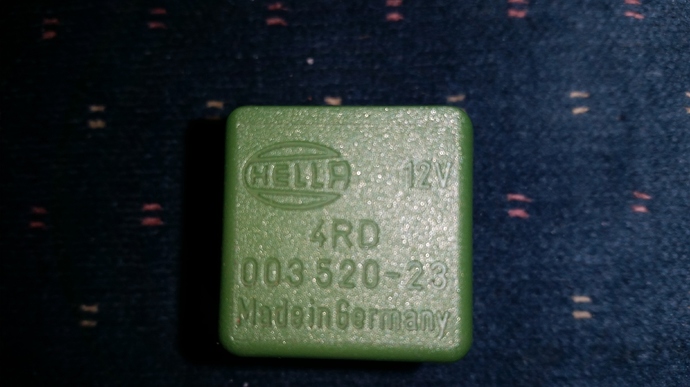 HELLA 12V
4RD
003 520-23
Made in Germany